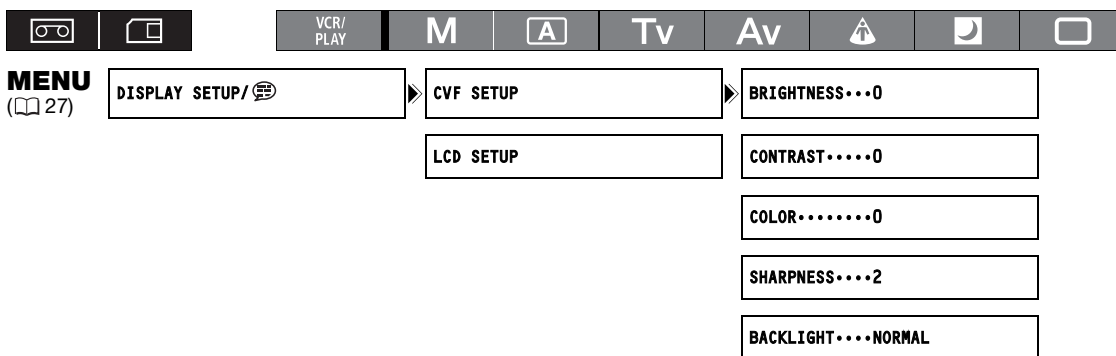 VCR/
PLAY
M A Tv Av
MENU
(27)
DISPLAY SETUP/
CVF SETUP
BRIGHTNESS•••0
LCD SETUP
CONTRAST•••••0
COLOR••••••••0
SHARPNESS••••2
BACKLIGHT••••NORMAL